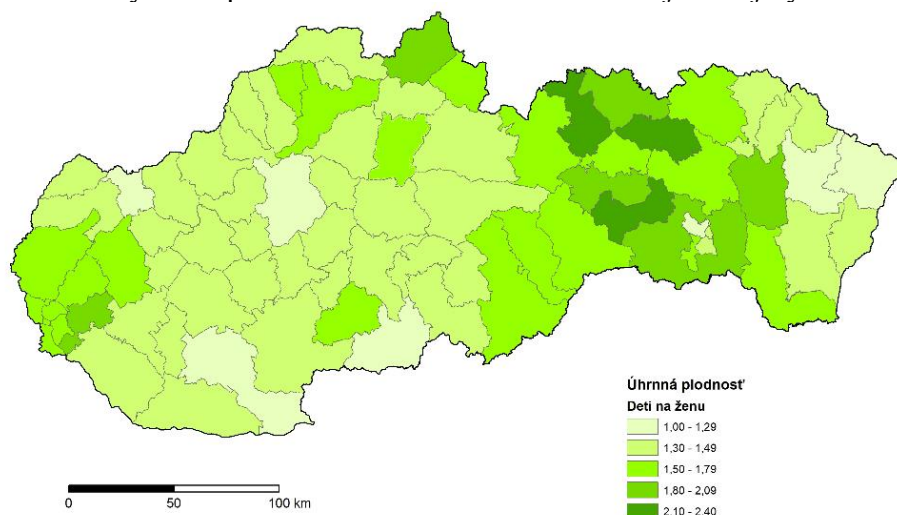 Úhrnná plodnosť
Deti na ženu
1,00 - 1,29
1,30 - 1,49
1,50 - 1,79
1,80 - 2,09
2,10 - 2,40
0 50 100 km